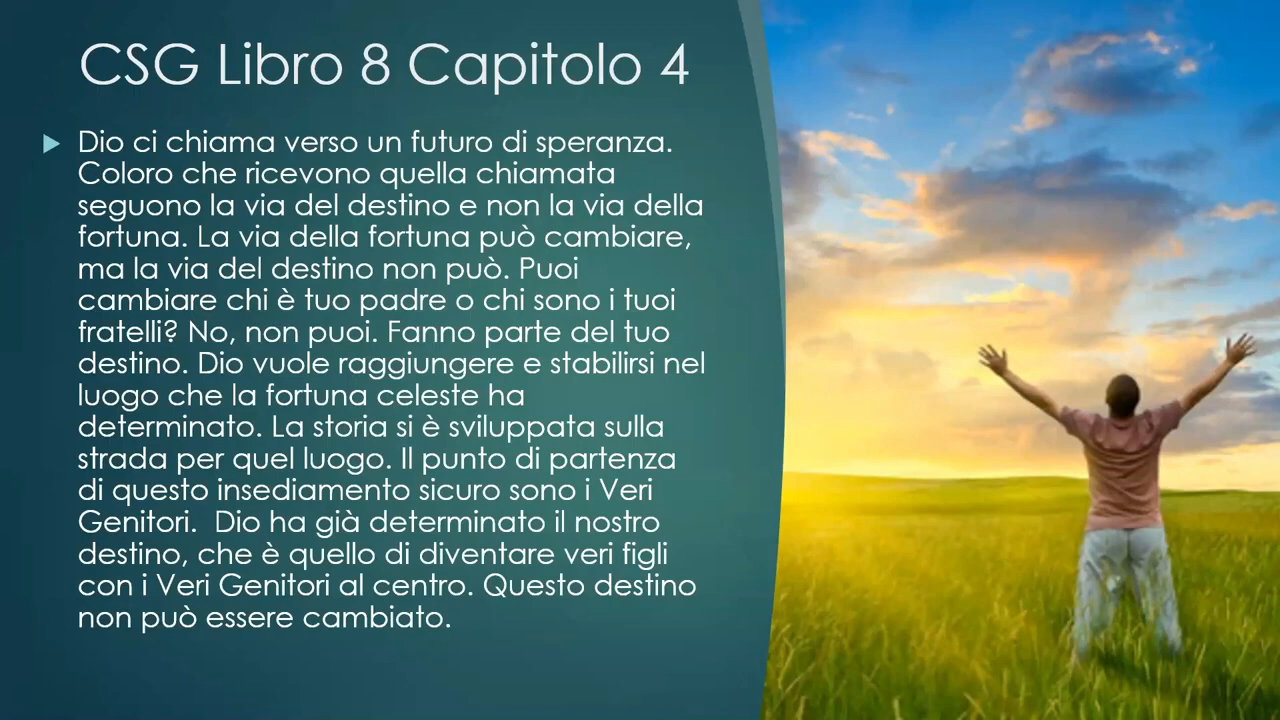 CSG Libro 8 Capitolo 4
Dio ci chiama verso un futuro di speranza.
Coloro che ricevono quella chiamata
seguono la via del destino e non la via della
fortuna. La via della fortuna può cambiare,
ma la via del destino non può. Puoi
cambiare chi è tuo padre o chi sono i tuoi
fratelli? No, non puoi. Fanno parte del tuo
destino. Dio vuole raggiungere e stabilirsi nel
luogo che la fortuna celeste ha
determinato. La storia si è sviluppata sulla
strada per quel luogo. Il punto di partenza
di questo insediamento sicuro sono i Veri
Genitori.  Dio ha già determinato il nostro
destino, che è quello di diventare veri figli
con i Veri Genitori al centro. Questo destino
non può essere cambiato.